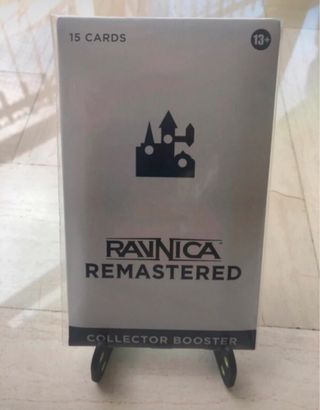 15 CARDS
13+
RAVNICA
REMASTERED
COLLECTOR BOOSTER